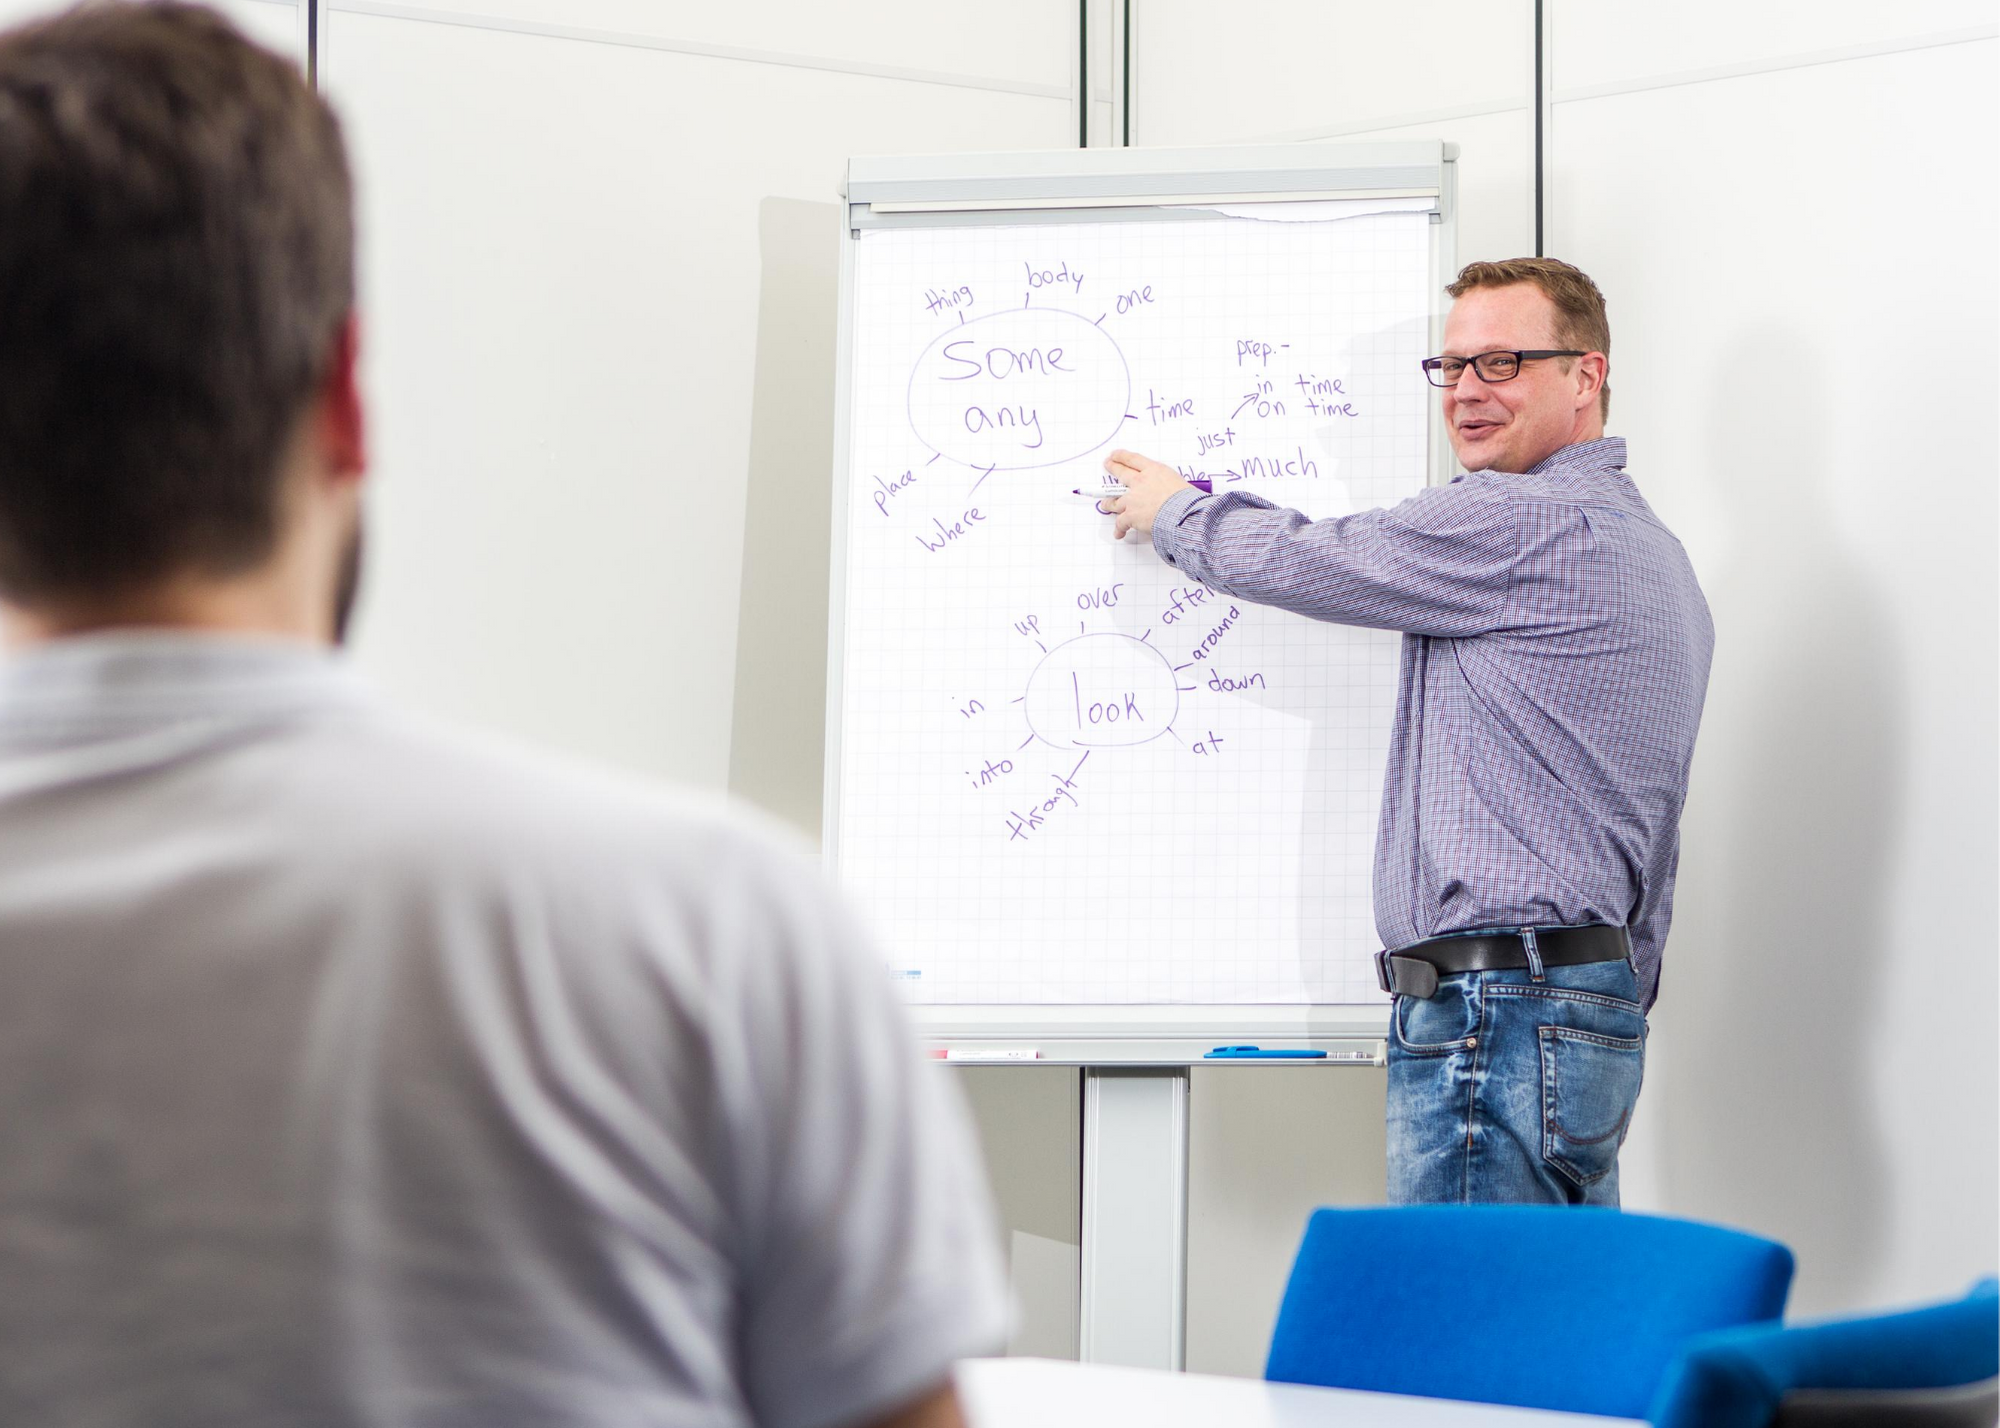 thing
body
one
Some
any
time
place
where
prep.-
in time
on time
just
much
up
over
after
around
down
at
through
into
in
look